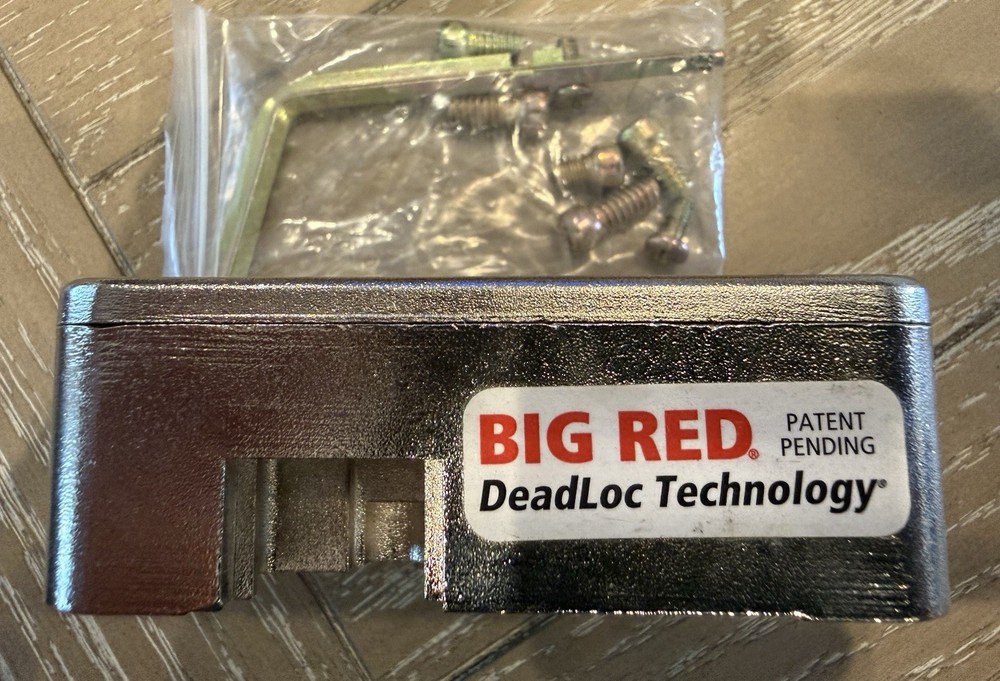 BIG RED®
PATENT
PENDING
DeadLoc Technology®